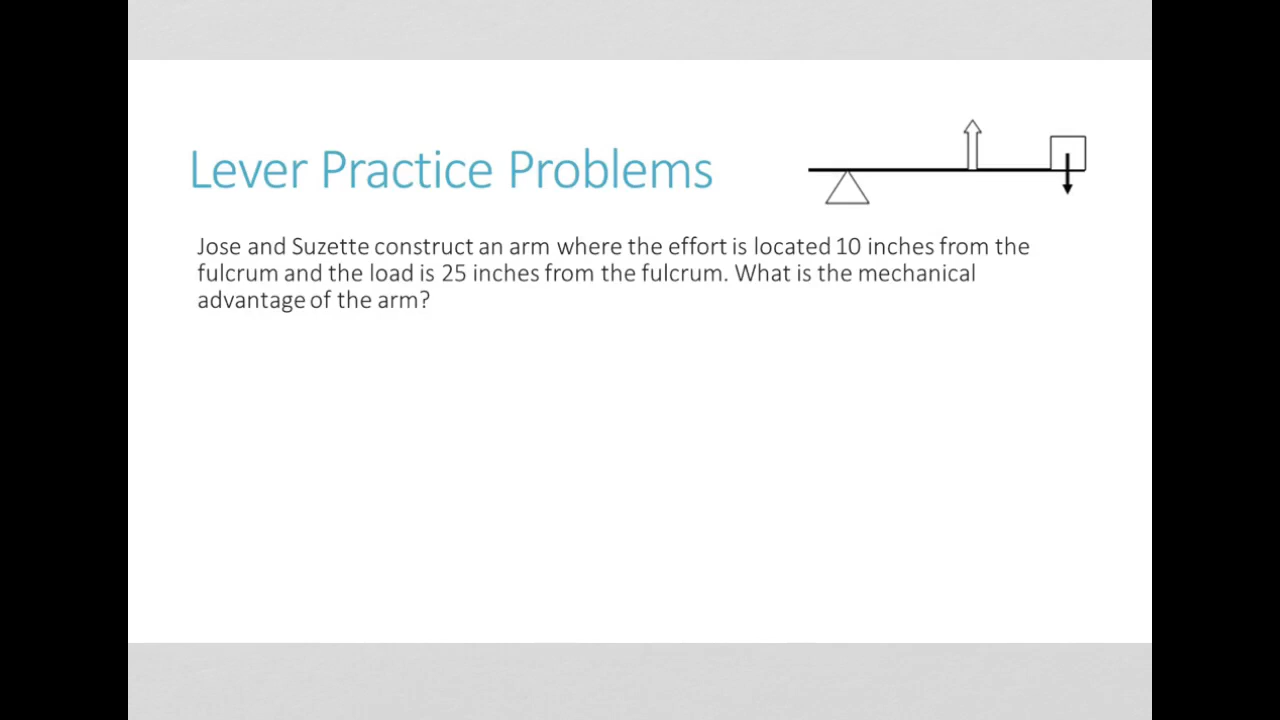 Lever Practice Problems
Jose and Suzette construct an arm where the effort is located 10 inches from the
fulcrum and the load is 25 inches from the fulcrum. What is the mechanical
advantage of the arm?